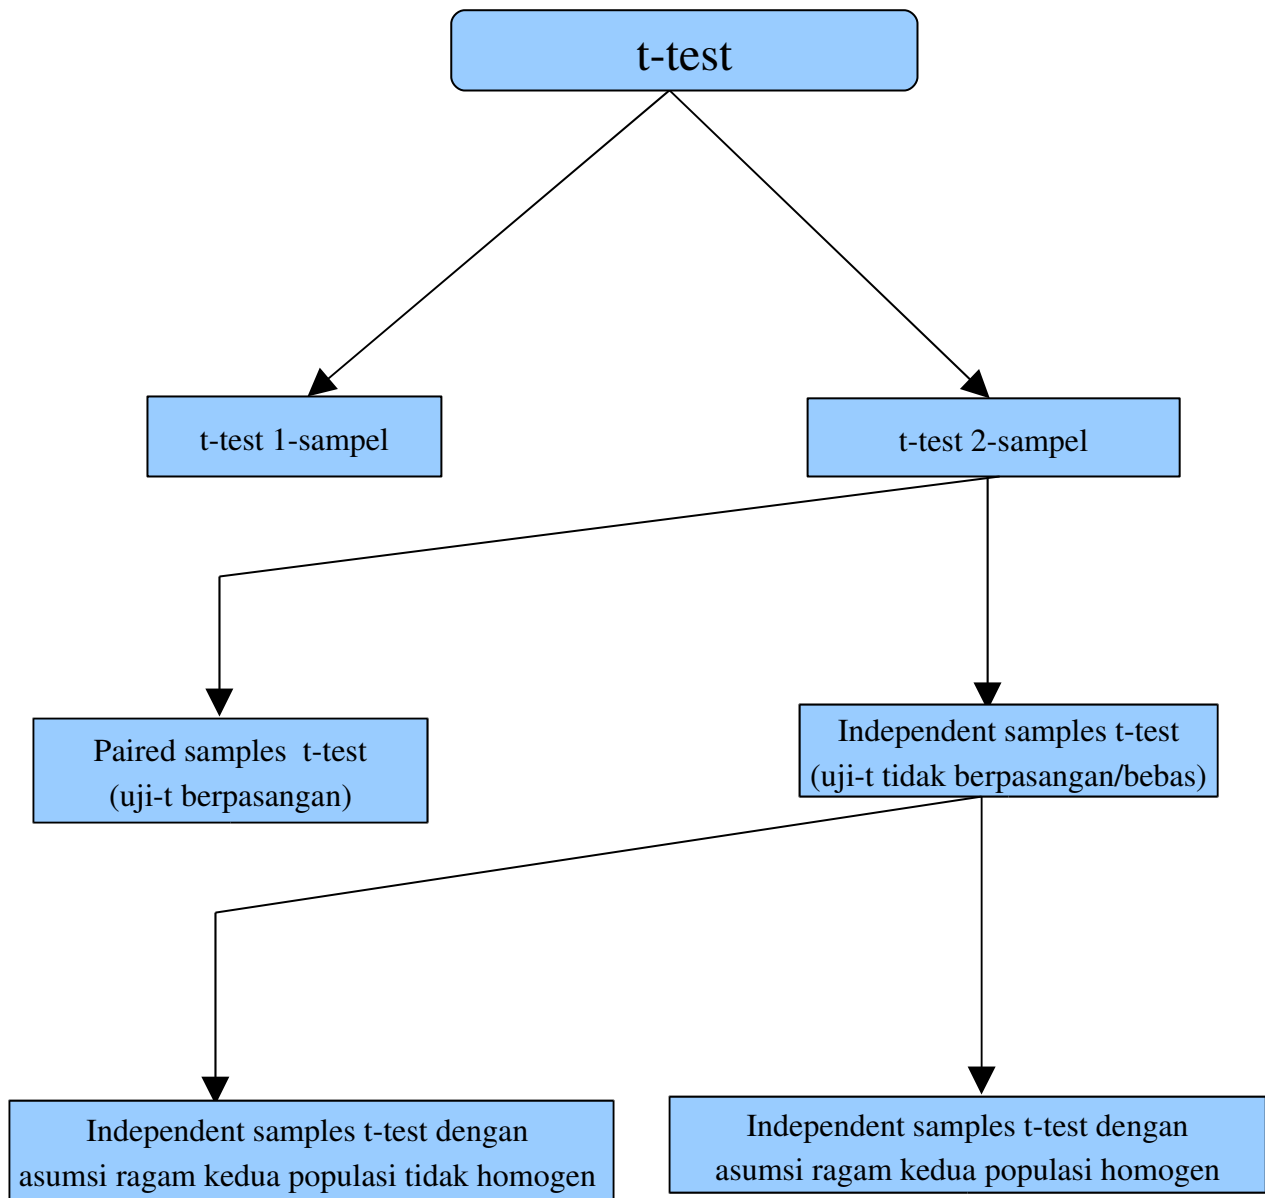 t-test
t-test 1-sampel
t-test 2-sampel
Paired samples  t-test
(uji-t berpasangan)
Independent samples t-test
(uji-t tidak berpasangan/bebas)
Independent samples t-test dengan
asumsi ragam kedua populasi tidak homogen
Independent samples t-test dengan
asumsi ragam kedua populasi homogen